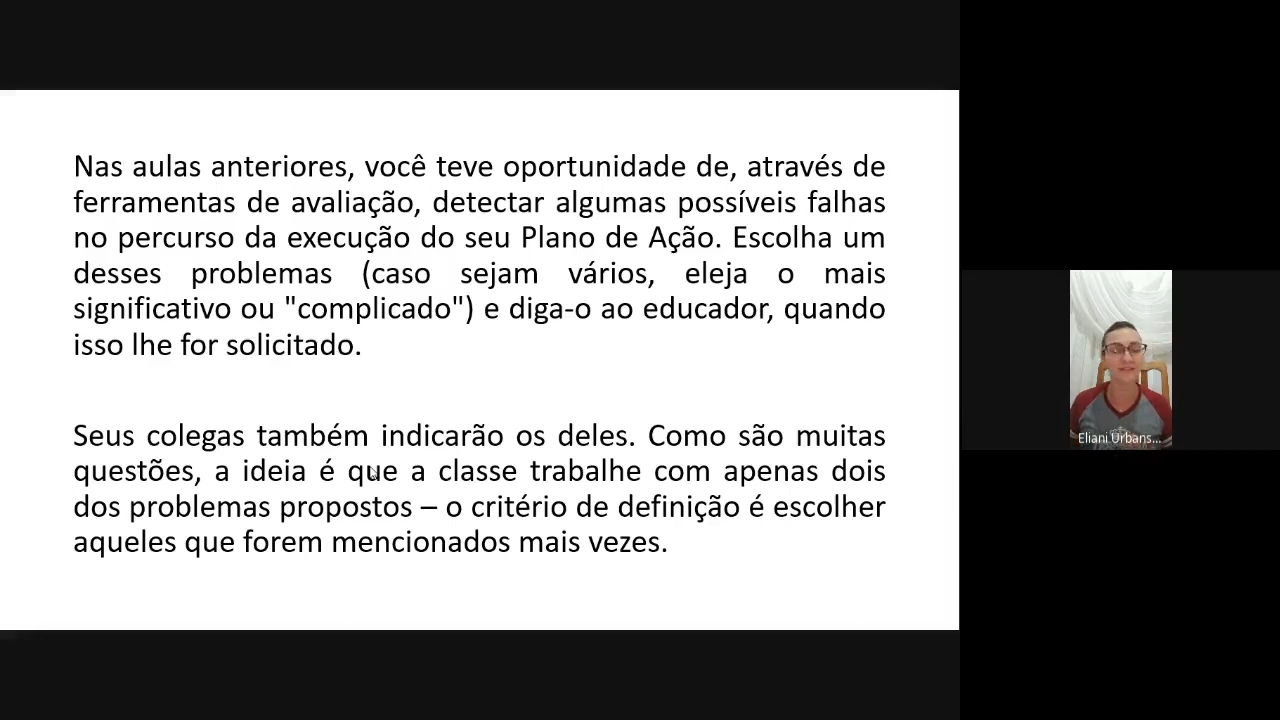 Nas aulas anteriores, você teve oportunidade de, através de
ferramentas de avaliação, detectar algumas possíveis falhas
no percurso da execução do seu Plano de Ação. Escolha um
desses problemas (caso sejam vários, eleja o mais
significativo ou "complicado") e diga-o ao educador, quando
isso lhe for solicitado.
Seus colegas também indicarão os deles. Como são muitas
questões, a ideia é que a classe trabalhe com apenas dois
dos problemas propostos – o critério de definição é escolher
aqueles que forem mencionados mais vezes.
Eliani Urbans...